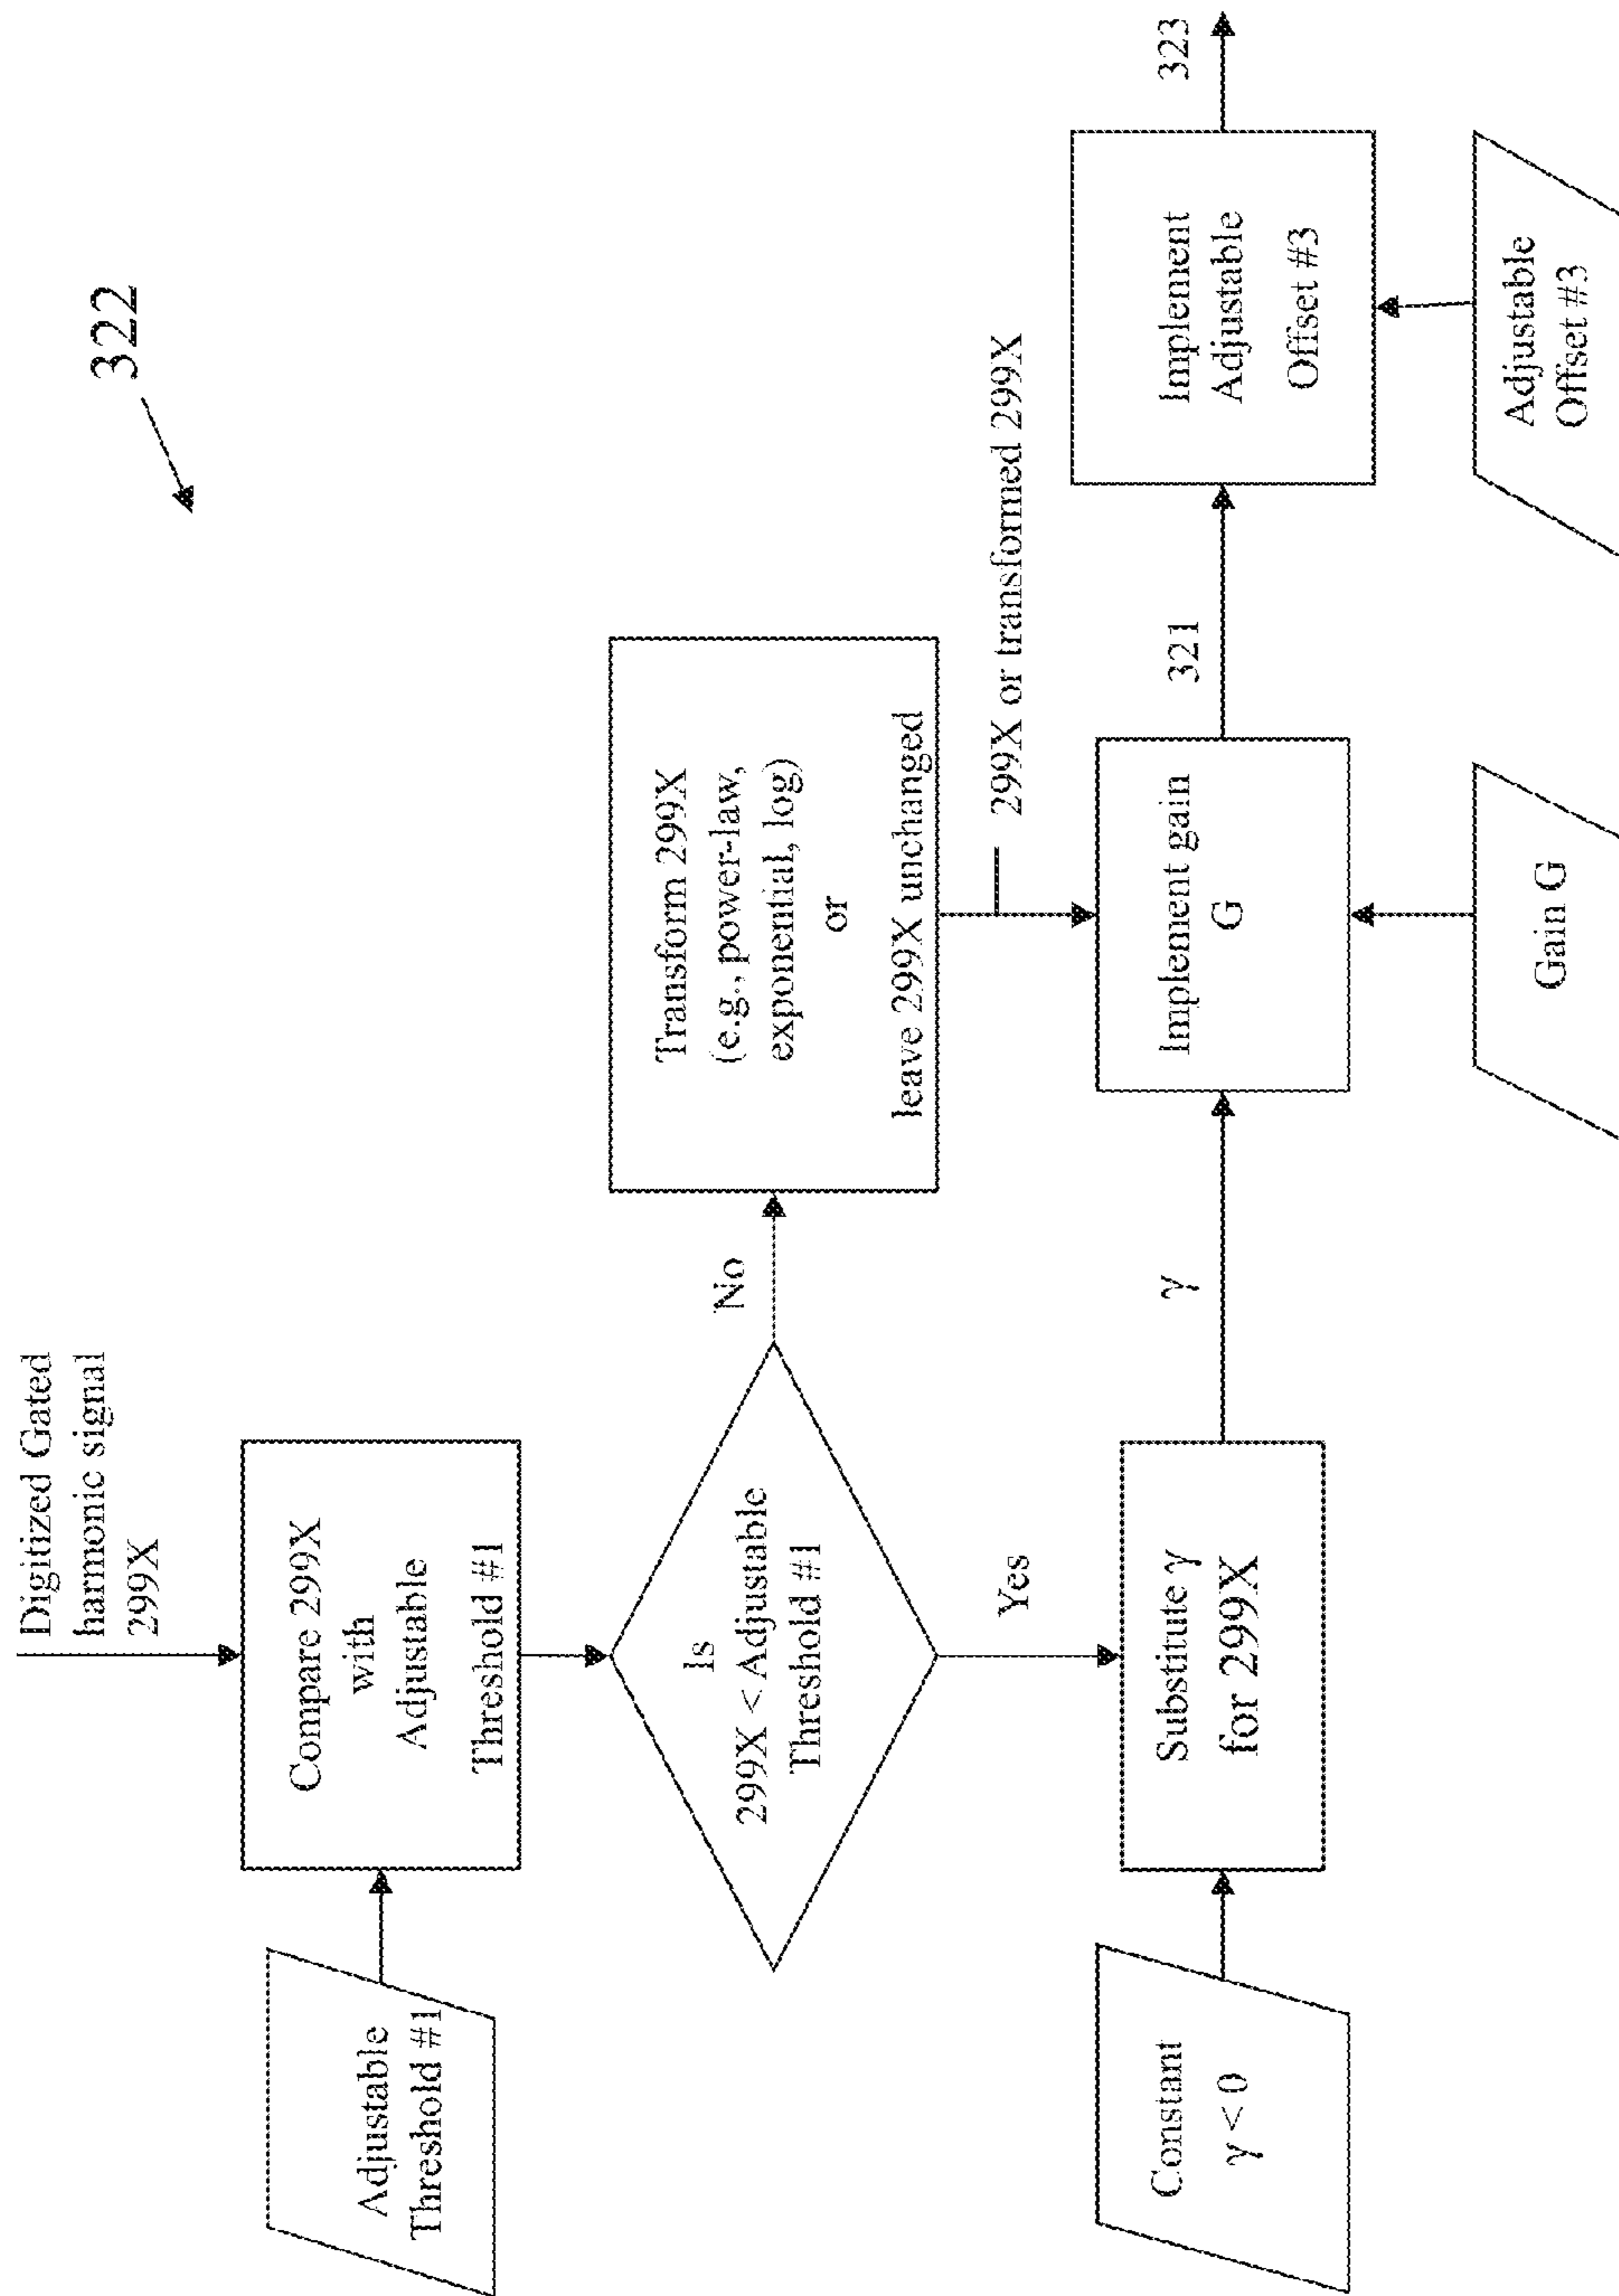 322
Digitized Gated
harmonic signal
299X
Adjustable
Threshold #1
Compare 299X
with
Adjustable
Threshold #1
Is
299X < Adjustable
Threshold #1
No
Transform 299X
(e.g., power-law,
exponential, log)
or
leave 299X unchanged
Yes
299X or transformed 299X
Constant
γ < 0
Substitute γ
for 299X
γ
Implement gain
G
321
Implement
Adjustable
Offset #3
323
Gain G
Adjustable
Offset #3